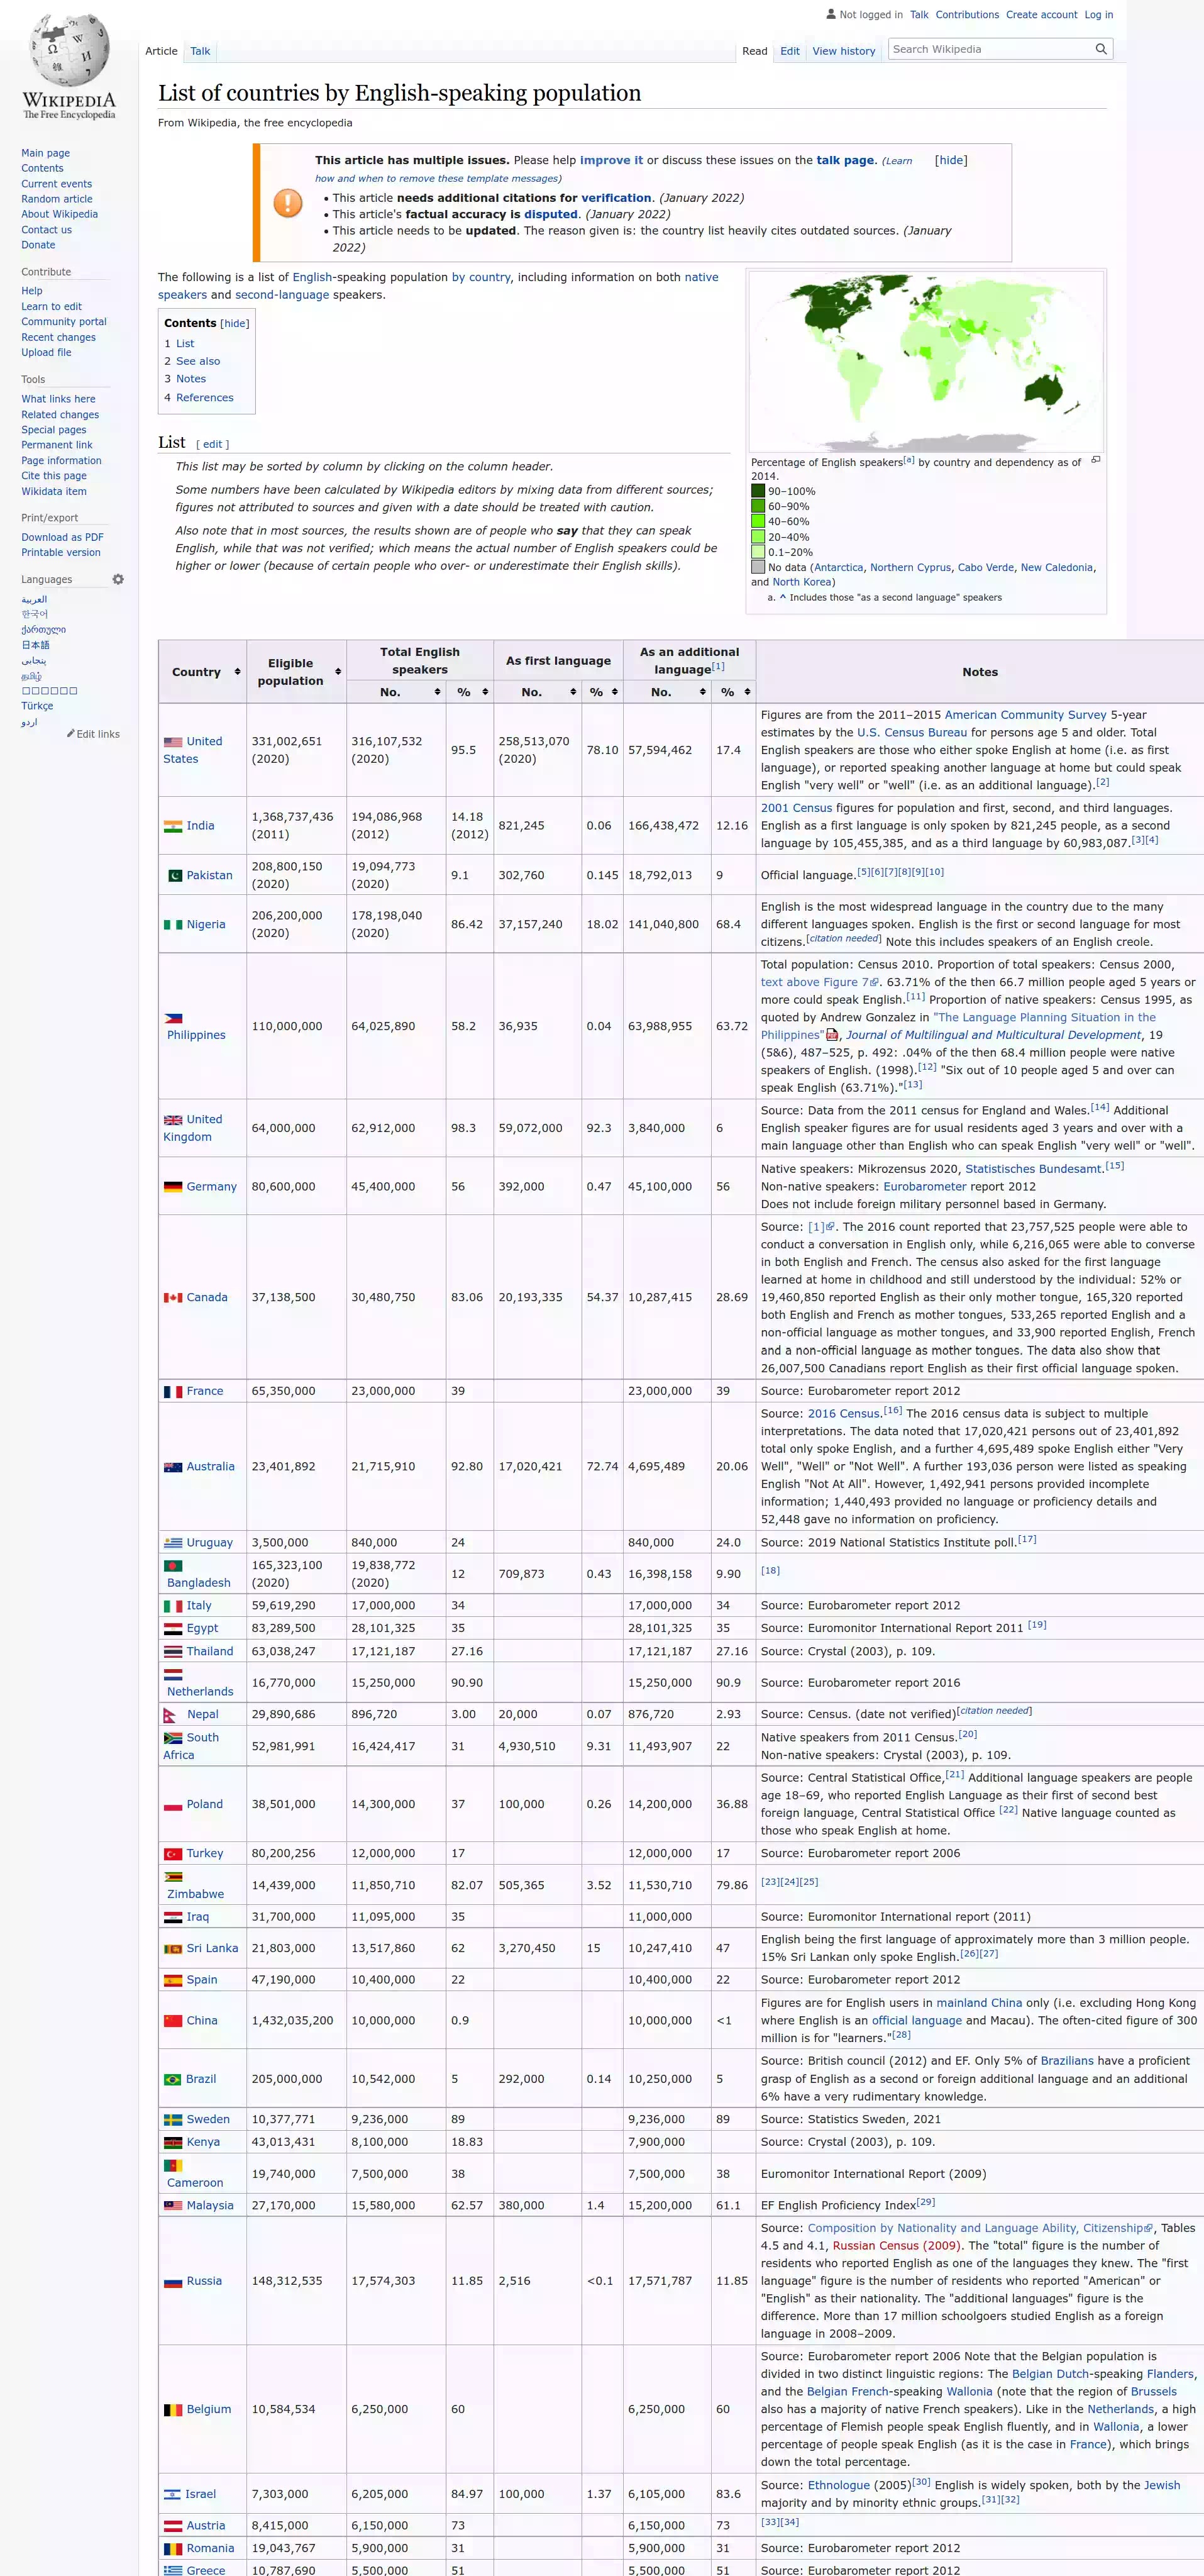 Not logged in Talk Contributions Create account Log in
Article Talk Read Edit View history Search Wikipedia
WIKIPEDIA
The Free Encyclopedia
Main page
Contents
Current events
Random article
About Wikipedia
Contact us
Donate
Contribute
Help
Learn to edit
Community portal
Recent changes
Upload file
Tools
What links here
Related changes
Special pages
Permanent link
Page information
Cite this page
Wikidata item
Print/export
Download as PDF
Printable version
Languages
العربية
한국어
ქართული
日本語
پنجابی
தமிழ்
Türkçe
اردو
Edit links
List of countries by English-speaking population
From Wikipedia, the free encyclopedia
This article has multiple issues. Please help improve it or discuss these issues on the talk page. (Learn [hide]
how and when to remove these template messages)
• This article needs additional citations for verification. (January 2022)
• This article's factual accuracy is disputed. (January 2022)
• This article needs to be updated. The reason given is: the country list heavily cites outdated sources. (January
2022)
The following is a list of English-speaking population by country, including information on both native
speakers and second-language speakers.
Contents [hide]
1 List
2 See also
3 Notes
4 References
Percentage of English speakers[a] by country and dependency as of
2014.
90–100%
60–90%
40–60%
20–40%
0.1–20%
No data (Antarctica, Northern Cyprus, Cabo Verde, New Caledonia,
and North Korea)
a. ^ Includes those "as a second language" speakers
List [ edit ]
This list may be sorted by column by clicking on the column header.
Some numbers have been calculated by Wikipedia editors by mixing data from different sources;
figures not attributed to sources and given with a date should be treated with caution.
Also note that in most sources, the results shown are of people who say that they can speak
English, while that was not verified; which means the actual number of English speakers could be
higher or lower (because of certain people who over- or underestimate their English skills).
Country Eligible population Total English speakers As first language As an additional language[1] Notes
No. % No. % No. %
United States 331,002,651 (2020) 316,107,532 (2020) 95.5 258,513,070 (2020) 78.10 57,594,462 17.4
Figures are from the 2011–2015 American Community Survey 5-year
estimates by the U.S. Census Bureau for persons age 5 and older. Total
English speakers are those who either spoke English at home (i.e. as first
language), or reported speaking another language at home but could speak
English "very well" or "well" (i.e. as an additional language).[2]
India 1,368,737,436 (2011) 194,086,968 (2012) 14.18 (2012) 821,245 0.06 166,438,472 12.16
2001 Census figures for population and first, second, and third languages.
English as a first language is only spoken by 821,245 people, as a second
language by 105,455,385, and as a third language by 60,983,087.[3][4]
Pakistan 208,800,150 (2020) 19,094,773 (2020) 9.1 302,760 0.145 18,792,013 9 Official language.[5][6][7][8][9][10]
Nigeria 206,200,000 (2020) 178,198,040 (2020) 86.42 37,157,240 18.02 141,040,800 68.4
English is the most widespread language in the country due to the many
different languages spoken. English is the first or second language for most
citizens.[citation needed] Note this includes speakers of an English creole.
Philippines 110,000,000 64,025,890 58.2 36,935 0.04 63,988,955 63.72
Total population: Census 2010. Proportion of total speakers: Census 2000,
text above Figure 7. 63.71% of the then 66.7 million people aged 5 years or
more could speak English.[11] Proportion of native speakers: Census 1995, as
quoted by Andrew Gonzalez in "The Language Planning Situation in the
Philippines", Journal of Multilingual and Multicultural Development, 19
(5&6), 487–525, p. 492: .04% of the then 68.4 million people were native
speakers of English. (1998).[12] "Six out of 10 people aged 5 and over can
speak English (63.71%)."[13]
United Kingdom 64,000,000 62,912,000 98.3 59,072,000 92.3 3,840,000 6
Source: Data from the 2011 census for England and Wales.[14] Additional
English speaker figures are for usual residents aged 3 years and over with a
main language other than English who can speak English "very well" or "well".
Germany 80,600,000 45,400,000 56 392,000 0.47 45,100,000 56
Native speakers: Mikrozensus 2020, Statistisches Bundesamt.[15]
Non-native speakers: Eurobarometer report 2012
Does not include foreign military personnel based in Germany.
Canada 37,138,500 30,480,750 83.06 20,193,335 54.37 10,287,415 28.69
Source: [1]. The 2016 count reported that 23,757,525 people were able to
conduct a conversation in English only, while 6,216,065 were able to converse
in both English and French. The census also asked for the first language
learned at home in childhood and still understood by the individual: 52% or
19,460,850 reported English as their only mother tongue, 165,320 reported
both English and French as mother tongues, 533,265 reported English and a
non-official language as mother tongues, and 33,900 reported English, French
and a non-official language as mother tongues. The data also show that
26,007,500 Canadians report English as their first official language spoken.
France 65,350,000 23,000,000 39 23,000,000 39 Source: Eurobarometer report 2012
Australia 23,401,892 21,715,910 92.80 17,020,421 72.74 4,695,489 20.06
Source: 2016 Census.[16] The 2016 census data is subject to multiple
interpretations. The data noted that 17,020,421 persons out of 23,401,892
total only spoke English, and a further 4,695,489 spoke English either "Very
Well", "Well" or "Not Well". A further 193,036 person were listed as speaking
English "Not At All". However, 1,492,941 persons provided incomplete
information; 1,440,493 provided no language or proficiency details and
52,448 gave no information on proficiency.
Uruguay 3,500,000 840,000 24 840,000 24.0 Source: 2019 National Statistics Institute poll.[17]
Bangladesh 165,323,100 (2020) 19,838,772 (2020) 12 709,873 0.43 16,398,158 9.90 [18]
Italy 59,619,290 17,000,000 34 17,000,000 34 Source: Eurobarometer report 2012
Egypt 83,289,500 28,101,325 35 28,101,325 35 Source: Euromonitor International Report 2011 [19]
Thailand 63,038,247 17,121,187 27.16 17,121,187 27.16 Source: Crystal (2003), p. 109.
Netherlands 16,770,000 15,250,000 90.90 15,250,000 90.9 Source: Eurobarometer report 2016
Nepal 29,890,686 896,720 3.00 20,000 0.07 876,720 2.93 Source: Census. (date not verified)[citation needed]
South Africa 52,981,991 16,424,417 31 4,930,510 9.31 11,493,907 22
Native speakers from 2011 Census.[20]
Non-native speakers: Crystal (2003), p. 109.
Poland 38,501,000 14,300,000 37 100,000 0.26 14,200,000 36.88
Source: Central Statistical Office,[21] Additional language speakers are people
age 18–69, who reported English Language as their first of second best
foreign language, Central Statistical Office [22] Native language counted as
those who speak English at home.
Turkey 80,200,256 12,000,000 17 12,000,000 17 Source: Eurobarometer report 2006
Zimbabwe 14,439,000 11,850,710 82.07 505,365 3.52 11,530,710 79.86 [23][24][25]
Iraq 31,700,000 11,095,000 35 11,000,000 Source: Euromonitor International report (2011)
Sri Lanka 21,803,000 13,517,860 62 3,270,450 15 10,247,410 47
English being the first language of approximately more than 3 million people.
15% Sri Lankan only spoke English.[26][27]
Spain 47,190,000 10,400,000 22 10,400,000 22 Source: Eurobarometer report 2012
China 1,432,035,200 10,000,000 0.9 10,000,000 <1
Figures are for English users in mainland China only (i.e. excluding Hong Kong
where English is an official language and Macau). The often-cited figure of 300
million is for "learners."[28]
Brazil 205,000,000 10,542,000 5 292,000 0.14 10,250,000 5
Source: British council (2012) and EF. Only 5% of Brazilians have a proficient
grasp of English as a second or foreign additional language and an additional
6% have a very rudimentary knowledge.
Sweden 10,377,771 9,236,000 89 9,236,000 89 Source: Statistics Sweden, 2021
Kenya 43,013,431 8,100,000 18.83 7,900,000 Source: Crystal (2003), p. 109.
Cameroon 19,740,000 7,500,000 38 7,500,000 38 Euromonitor International Report (2009)
Malaysia 27,170,000 15,580,000 62.57 380,000 1.4 15,200,000 61.1 EF English Proficiency Index[29]
Russia 148,312,535 17,574,303 11.85 2,516 <0.1 17,571,787 11.85
Source: Composition by Nationality and Language Ability, Citizenship, Tables
4.5 and 4.1, Russian Census (2009). The "total" figure is the number of
residents who reported English as one of the languages they knew. The "first
language" figure is the number of residents who reported "American" or
"English" as their nationality. The "additional languages" figure is the
difference. More than 17 million schoolgoers studied English as a foreign
language in 2008–2009.
Belgium 10,584,534 6,250,000 60 6,250,000 60
Source: Eurobarometer report 2006 Note that the Belgian population is
divided in two distinct linguistic regions: The Belgian Dutch-speaking Flanders,
and the Belgian French-speaking Wallonia (note that the region of Brussels
also has a majority of native French speakers). Like in the Netherlands, a high
percentage of Flemish people speak English fluently, and in Wallonia, a lower
percentage of people speak English (as it is the case in France), which brings
down the total percentage.
Israel 7,303,000 6,205,000 84.97 100,000 1.37 6,105,000 83.6
Source: Ethnologue (2005)[30] English is widely spoken, both by the Jewish
majority and by minority ethnic groups.[31][32]
Austria 8,415,000 6,150,000 73 6,150,000 73 [33][34]
Romania 19,043,767 5,900,000 31 5,900,000 31 Source: Eurobarometer report 2012
Greece 10,787,690 5,500,000 51 5,500,000 51 Source: Eurobarometer report 2012